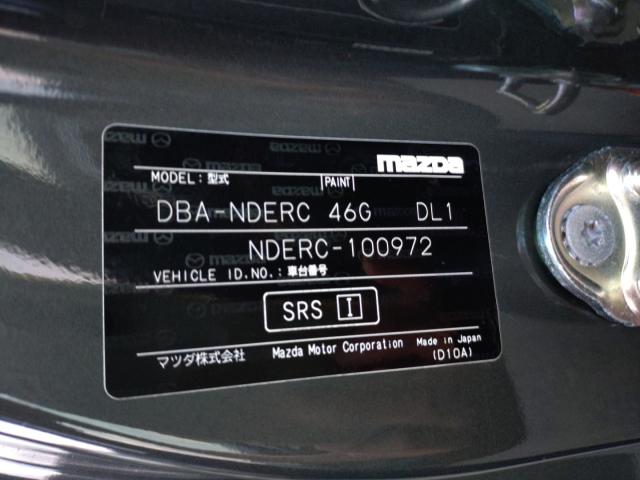 mazda
MODEL: 型式 PAINT
DBA-NDERC 46G DL1
NDERC-100972
VEHICLE ID.NO.: 車台番号
SRS I
マツダ株式会社 Mazda Motor Corporation Made in Japan
(D10A)